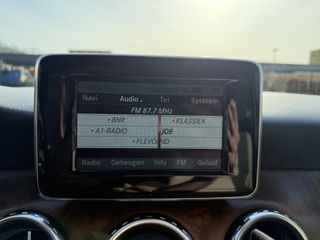 Navi Audio Tel Systeem
FM 87.7 MHz
•BNR •KLASSIEK
•A1-RADIO JOE
•FLEVOLAND
Radio Geheugen Info FM Geluid